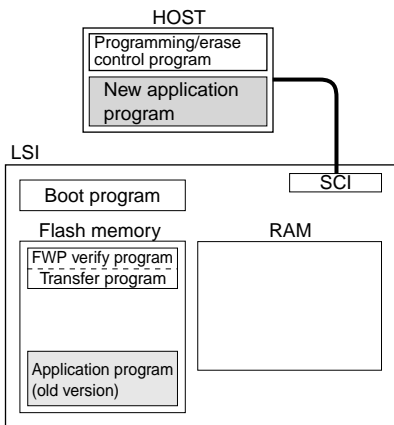 HOST
Programming/erase
control program
New application
program
LSI
SCI
Boot program
Flash memory
RAM
FWP verify program
Transfer program
Application program
(old version)